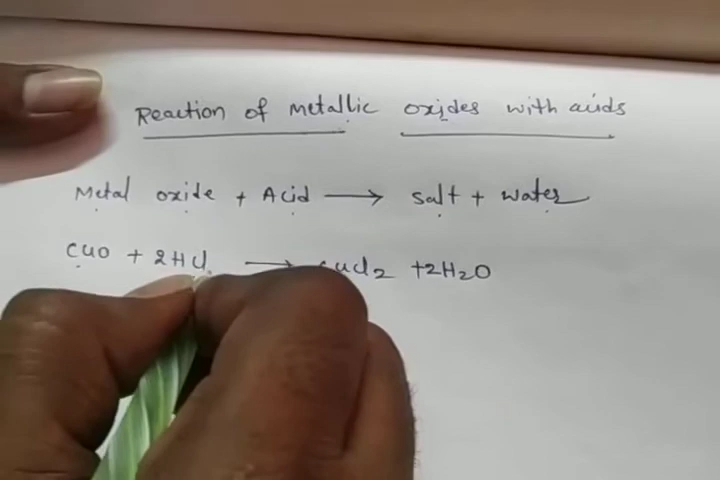 Reaction of metallic oxides with acids
Metal oxide + Acid → salt + water
CuO + 2HCl → CuCl2 + 2H2O